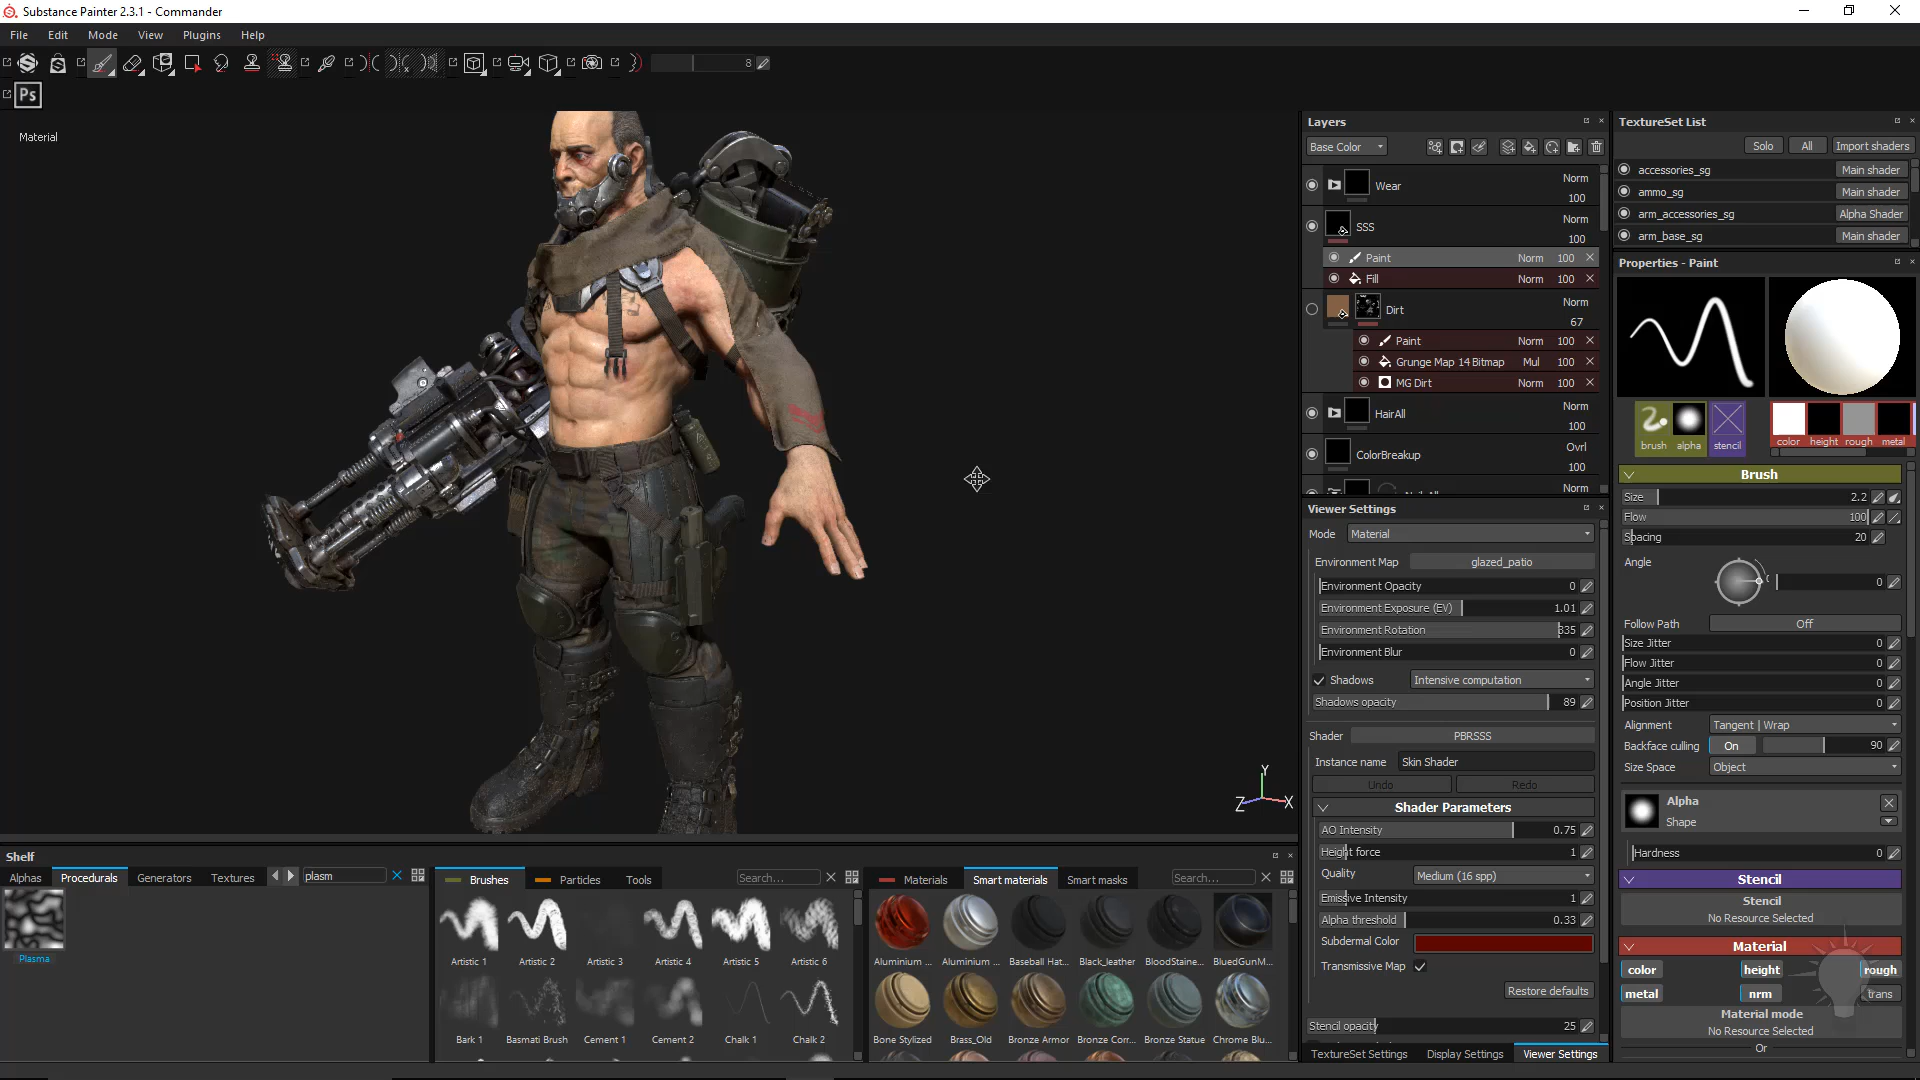 Substance Painter 2.3.1 - Commander
File Edit Mode View Plugins Help
8
Ps
Material
Layers
Base Color
Wear Norm 100
SSS Norm 100
Paint Norm 100
Fill Norm 100
Dirt Norm 67
Paint Norm 100
Grunge Map 14 Bitmap Mul 100
MG Dirt Norm 100
HairAll Norm 100
ColorBreakup Ovrl 100
Norm
TextureSet List
Solo All Import shaders
accessories_sg Main shader
ammo_sg Main shader
arm_accessories_sg Alpha Shader
arm_base_sg Main shader
Properties - Paint
brush alpha stencil color height rough metal
Brush
Size 2.2
Flow 100
Spacing 20
Angle 0
Follow Path Off
Size Jitter 0
Flow Jitter 0
Angle Jitter 0
Position Jitter 0
Alignment Tangent | Wrap
Backface culling On 90
Size Space Object
Alpha
Shape
Hardness 0
Stencil
Stencil
No Resource Selected
Material
color height rough
metal nrm trans
Material mode
No Resource Selected
Or
Viewer Settings
Mode Material
Environment Map glazed_patio
Environment Opacity 0
Environment Exposure (EV) 1.01
Environment Rotation 335
Environment Blur 0
Shadows Intensive computation
Shadows opacity 89
Shader PBRSSS
Instance name Skin Shader
Undo Redo
Shader Parameters
AO Intensity 0.75
Height force 1
Quality Medium (16 spp)
Emissive Intensity 1
Alpha threshold 0.33
Subdermal Color
Transmissive Map
Restore defaults
Stencil opacity 25
TextureSet Settings Display Settings Viewer Settings
Y
Z X
Shelf
Alphas Procedurals Generators Textures plasm
Plasma
Brushes Particles Tools Search...
Artistic 1 Artistic 2 Artistic 3 Artistic 4 Artistic 5 Artistic 6
Bark 1 Basmati Brush Cement 1 Cement 2 Chalk 1 Chalk 2
Materials Smart materials Smart masks Search...
Aluminium ... Aluminium ... Baseball Hat... Black_leather BloodStaine... BluedGunM...
Bone Stylized Brass_Old Bronze Armor Bronze Corr... Bronze Statue Chrome Blu...